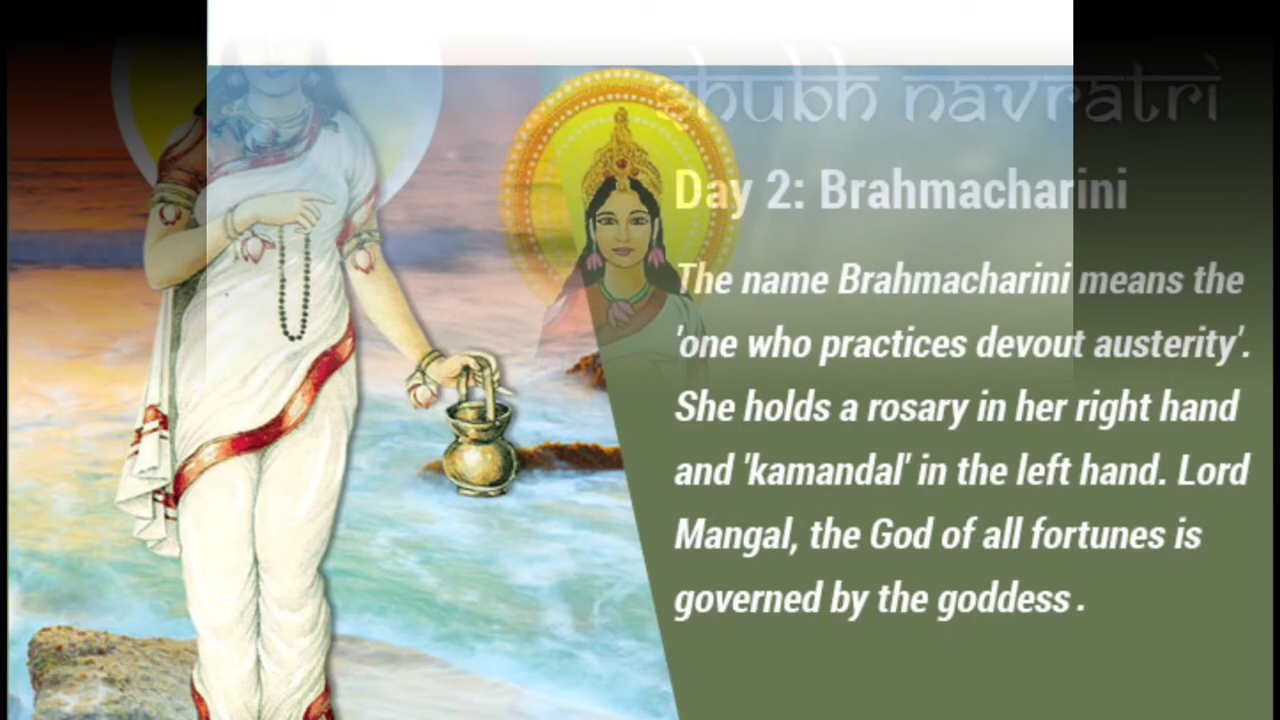 shubh navratri
Day 2: Brahmacharini
The name Brahmacharini means the
'one who practices devout austerity'.
She holds a rosary in her right hand
and 'kamandal' in the left hand. Lord
Mangal, the God of all fortunes is
governed by the goddess.